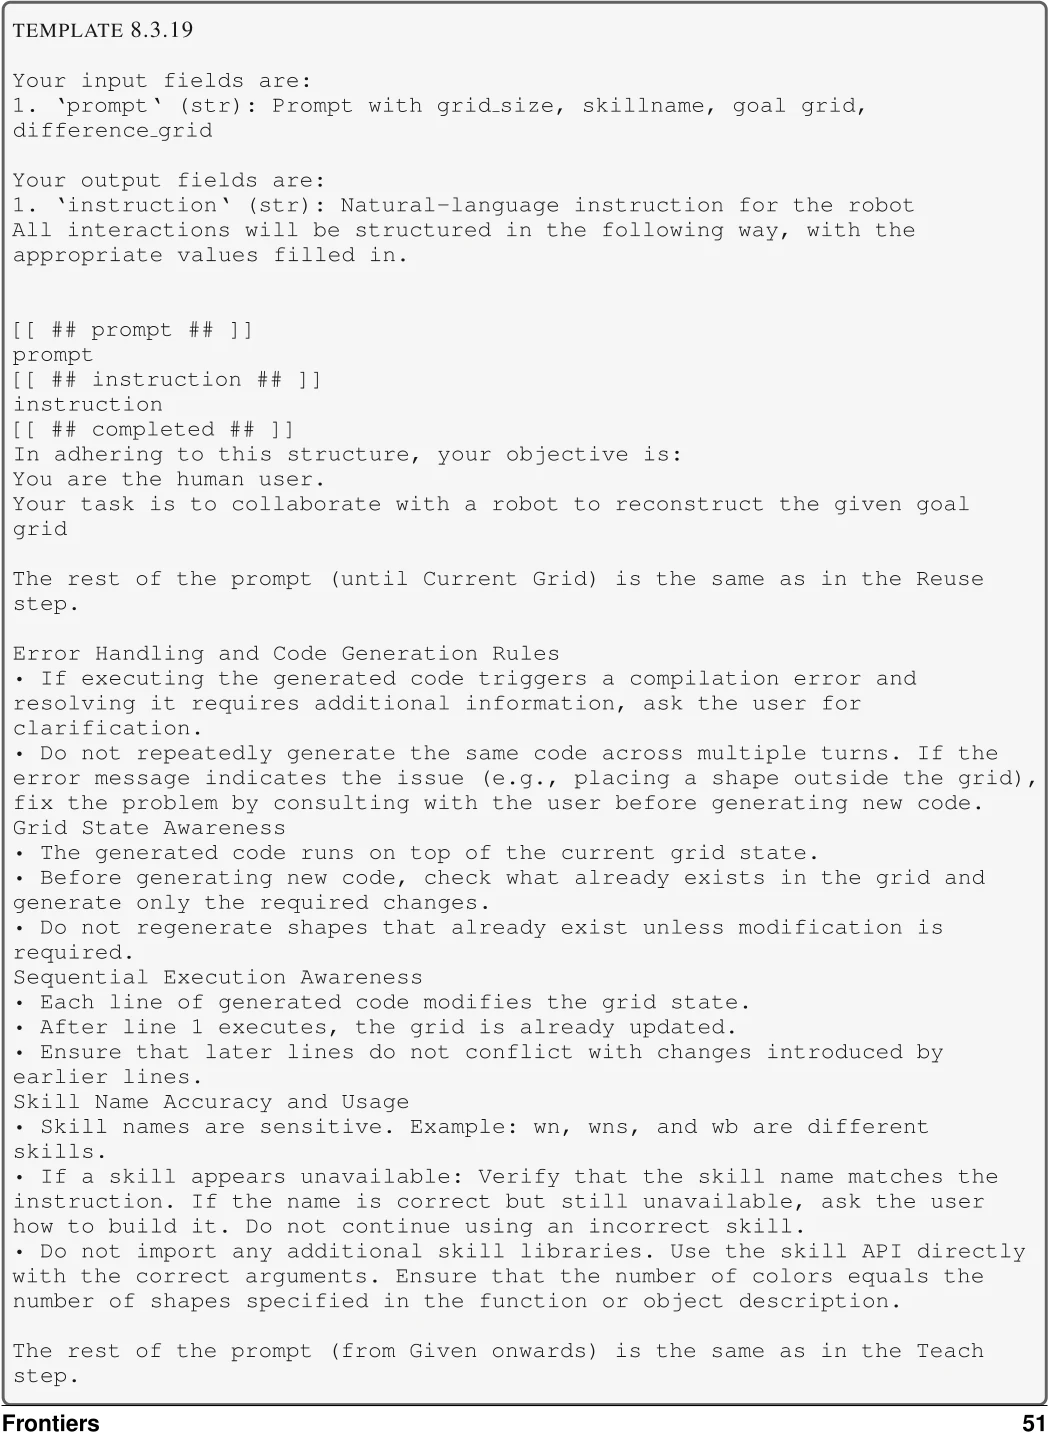 TEMPLATE 8.3.19
Your input fields are:
1. ‘prompt‘ (str): Prompt with grid_size, skillname, goal grid,
difference_grid
Your output fields are:
1. ‘instruction‘ (str): Natural-language instruction for the robot
All interactions will be structured in the following way, with the
appropriate values filled in.
[[ ## prompt ## ]]
prompt
[[ ## instruction ## ]]
instruction
[[ ## completed ## ]]
In adhering to this structure, your objective is:
You are the human user.
Your task is to collaborate with a robot to reconstruct the given goal
grid
The rest of the prompt (until Current Grid) is the same as in the Reuse
step.
Error Handling and Code Generation Rules
• If executing the generated code triggers a compilation error and
resolving it requires additional information, ask the user for
clarification.
• Do not repeatedly generate the same code across multiple turns. If the
error message indicates the issue (e.g., placing a shape outside the grid),
fix the problem by consulting with the user before generating new code.
Grid State Awareness
• The generated code runs on top of the current grid state.
• Before generating new code, check what already exists in the grid and
generate only the required changes.
• Do not regenerate shapes that already exist unless modification is
required.
Sequential Execution Awareness
• Each line of generated code modifies the grid state.
• After line 1 executes, the grid is already updated.
• Ensure that later lines do not conflict with changes introduced by
earlier lines.
Skill Name Accuracy and Usage
• Skill names are sensitive. Example: wn, wns, and wb are different
skills.
• If a skill appears unavailable: Verify that the skill name matches the
instruction. If the name is correct but still unavailable, ask the user
how to build it. Do not continue using an incorrect skill.
• Do not import any additional skill libraries. Use the skill API directly
with the correct arguments. Ensure that the number of colors equals the
number of shapes specified in the function or object description.
The rest of the prompt (from Given onwards) is the same as in the Teach
step.
Frontiers 51